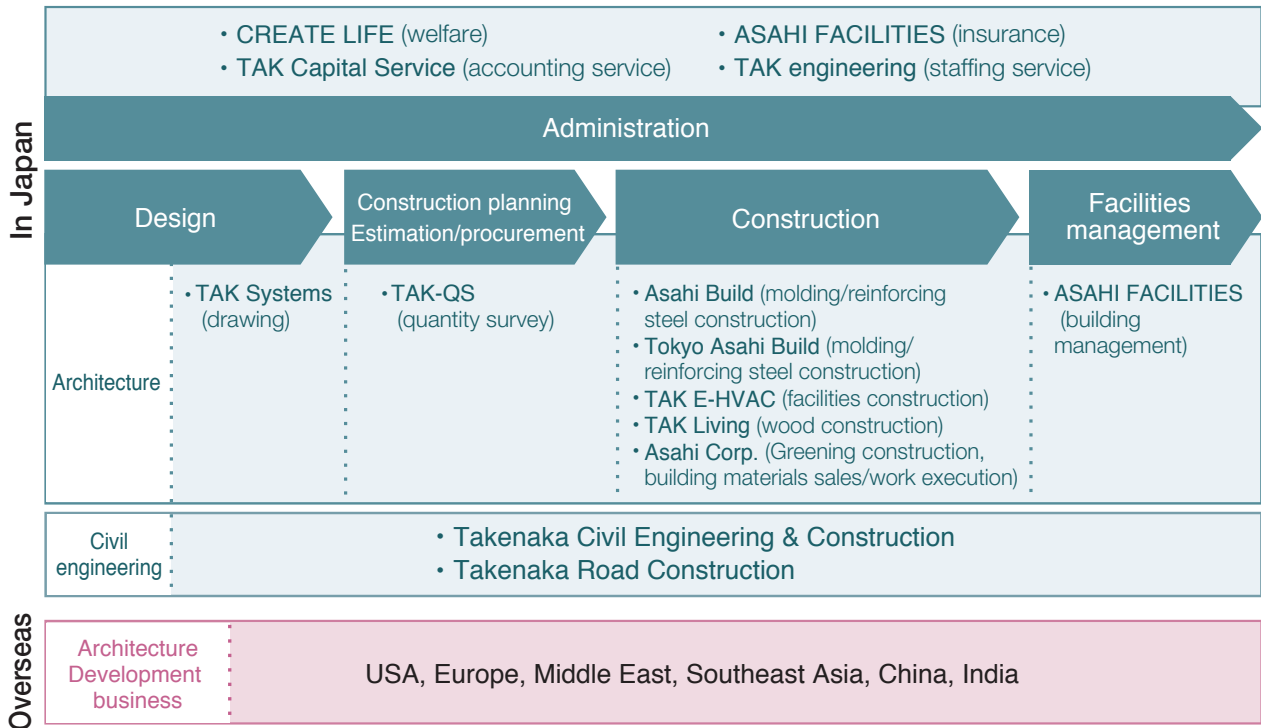 In Japan
• CREATE LIFE (welfare)
• TAK Capital Service (accounting service)
• ASAHI FACILITIES (insurance)
• TAK engineering (staffing service)
Administration
Design
Construction planning
Estimation/procurement
Construction
Facilities
management
Architecture
• TAK Systems
(drawing)
• TAK-QS
(quantity survey)
• Asahi Build (molding/reinforcing
steel construction)
• Tokyo Asahi Build (molding/
reinforcing steel construction)
• TAK E-HVAC (facilities construction)
• TAK Living (wood construction)
• Asahi Corp. (Greening construction,
building materials sales/work execution)
• ASAHI FACILITIES
(building
management)
Civil
engineering
• Takenaka Civil Engineering & Construction
• Takenaka Road Construction
Overseas
Architecture
Development
business
USA, Europe, Middle East, Southeast Asia, China, India